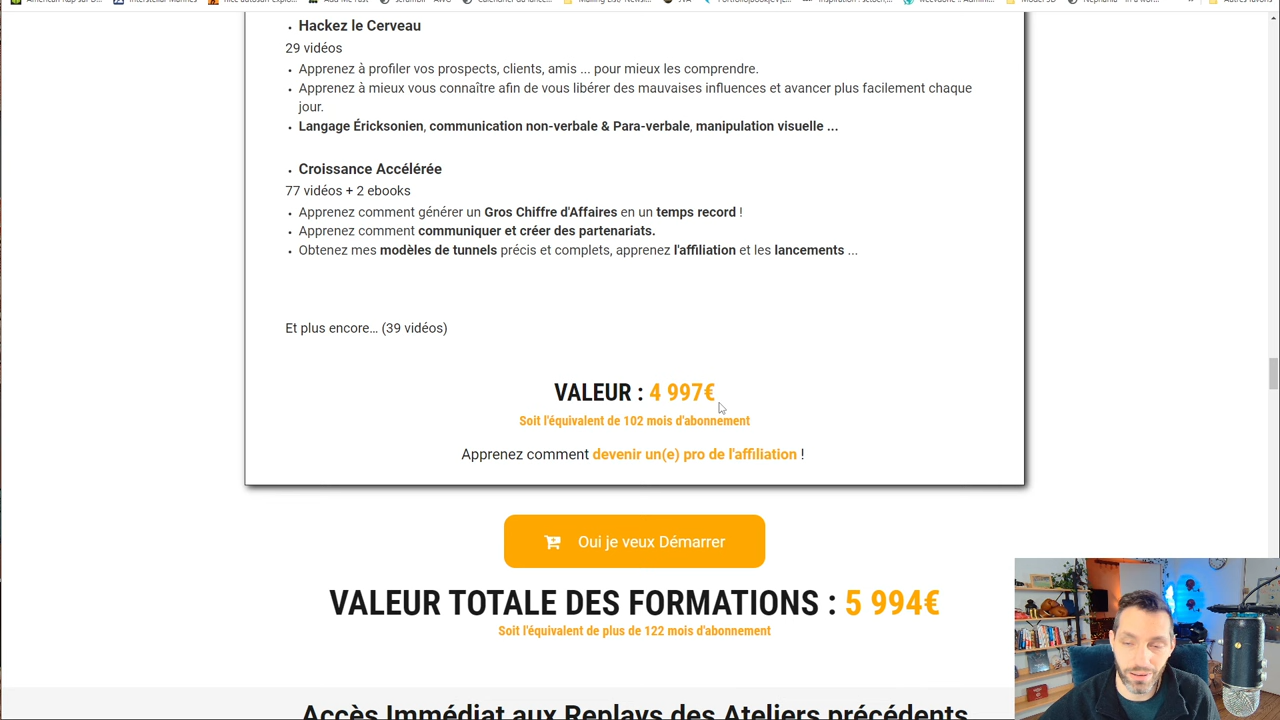 Add Me Fast
Interstellar Marines
• Hackez le Cerveau
29 vidéos
• Apprenez à profiler vos prospects, clients, amis ... pour mieux les comprendre.
• Apprenez à mieux vous connaître afin de vous libérer des mauvaises influences et avancer plus facilement chaque
jour.
• Langage Éricksonien, communication non-verbale & Para-verbale, manipulation visuelle ...
• Croissance Accélérée
77 vidéos + 2 ebooks
• Apprenez comment générer un Gros Chiffre d'Affaires en un temps record !
• Apprenez comment communiquer et créer des partenariats.
• Obtenez mes modèles de tunnels précis et complets, apprenez l'affiliation et les lancements ...
Et plus encore... (39 vidéos)
VALEUR : 4 997€
Soit l'équivalent de 102 mois d'abonnement
Apprenez comment devenir un(e) pro de l'affiliation !
Oui je veux Démarrer
VALEUR TOTALE DES FORMATIONS : 5 994€
Soit l'équivalent de plus de 122 mois d'abonnement
Accès Immédiat aux Replays des Ateliers précédents